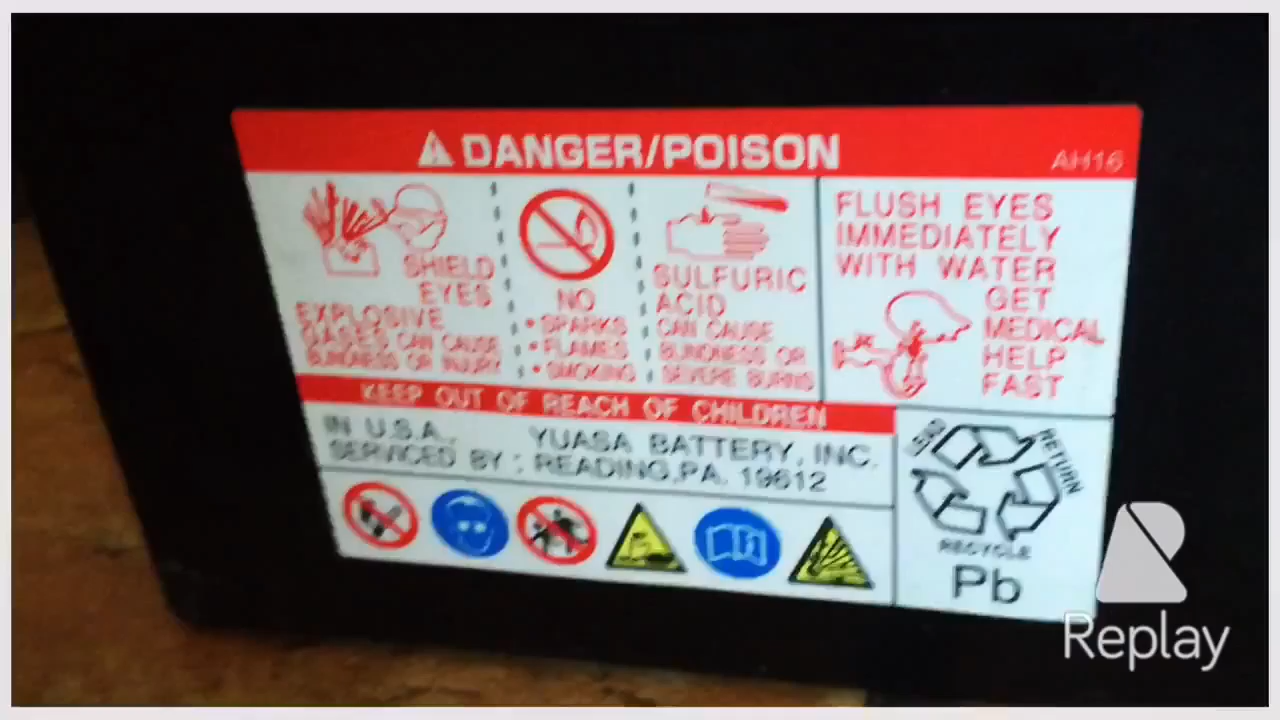 DANGER/POISON
AH16
SHIELD
EYES
EXPLOSIVE
GASES CAN CAUSE
BLINDNESS OR INJURY
NO
• SPARKS
• FLAMES
• SMOKING
SULFURIC
ACID
CAN CAUSE
BLINDNESS OR
SEVERE BURNS
FLUSH EYES
IMMEDIATELY
WITH WATER
GET
MEDICAL
HELP
FAST
KEEP OUT OF REACH OF CHILDREN
IN U.S.A., YUASA BATTERY, INC.
SERVICED BY : READING,PA. 19612
LEAD
RETURN
RECYCLE
Pb
Replay